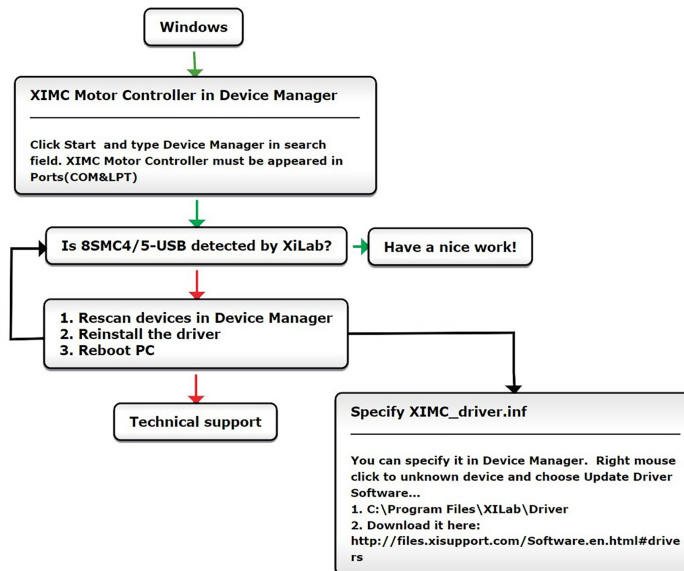 Windows
XIMC Motor Controller in Device Manager
Click Start  and type Device Manager in search
field. XIMC Motor Controller must be appeared in
Ports(COM&LPT)
Is 8SMC4/5-USB detected by XiLab?
Have a nice work!
1. Rescan devices in Device Manager
2. Reinstall the driver
3. Reboot PC
Technical support
Specify XIMC_driver.inf
You can specify it in Device Manager.  Right mouse
click to unknown device and choose Update Driver
Software...
1. C:\Program Files\XILab\Driver
2. Download it here:
http://files.xisupport.com/Software.en.html#drive
rs